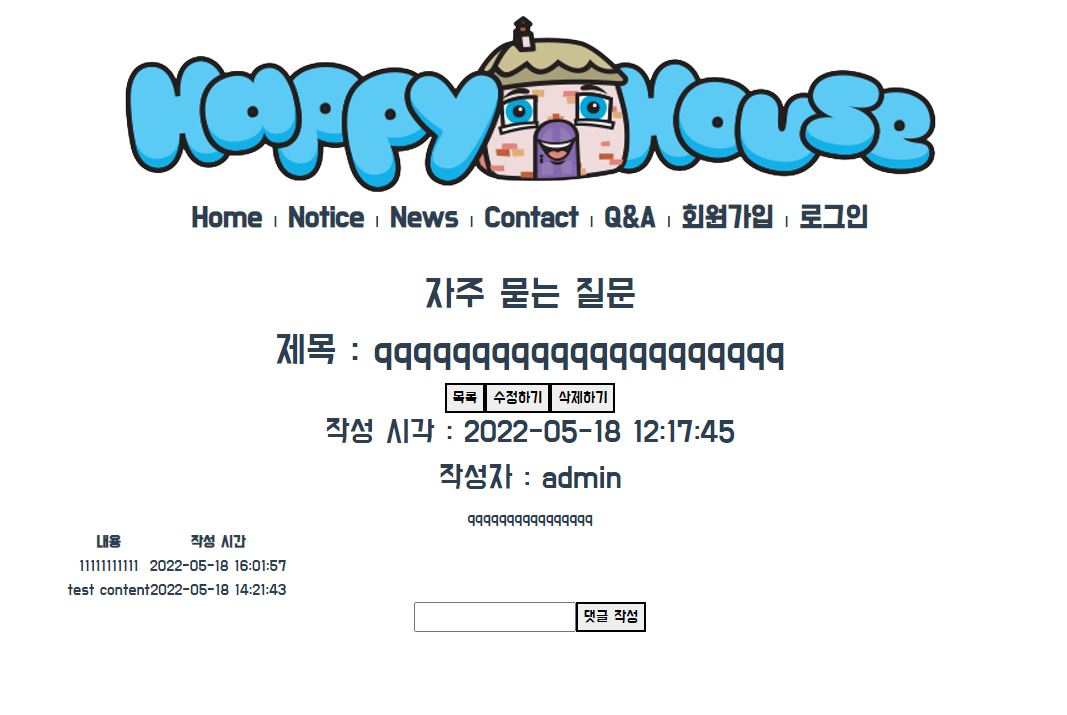 Happy House
Home | Notice | News | Contact | Q&A | 회원가입 | 로그인
자주 묻는 질문
제목 : qqqqqqqqqqqqqqqqqqqqq
목록 수정하기 삭제하기
작성 시각 : 2022-05-18 12:17:45
작성자 : admin
qqqqqqqqqqqqqqqq
내용 작성 시간
11111111111 2022-05-18 16:01:57
test content 2022-05-18 14:21:43
댓글 작성